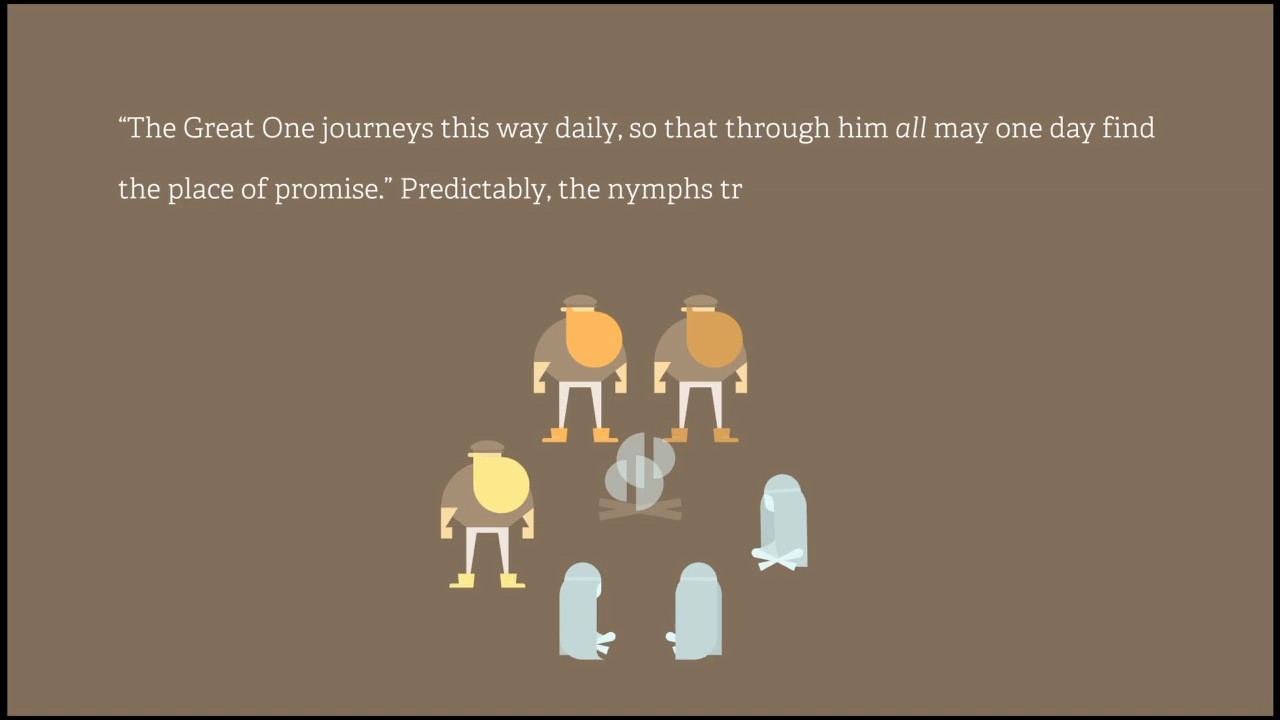 “The Great One journeys this way daily, so that through him all may one day find
the place of promise.” Predictably, the nymphs tr